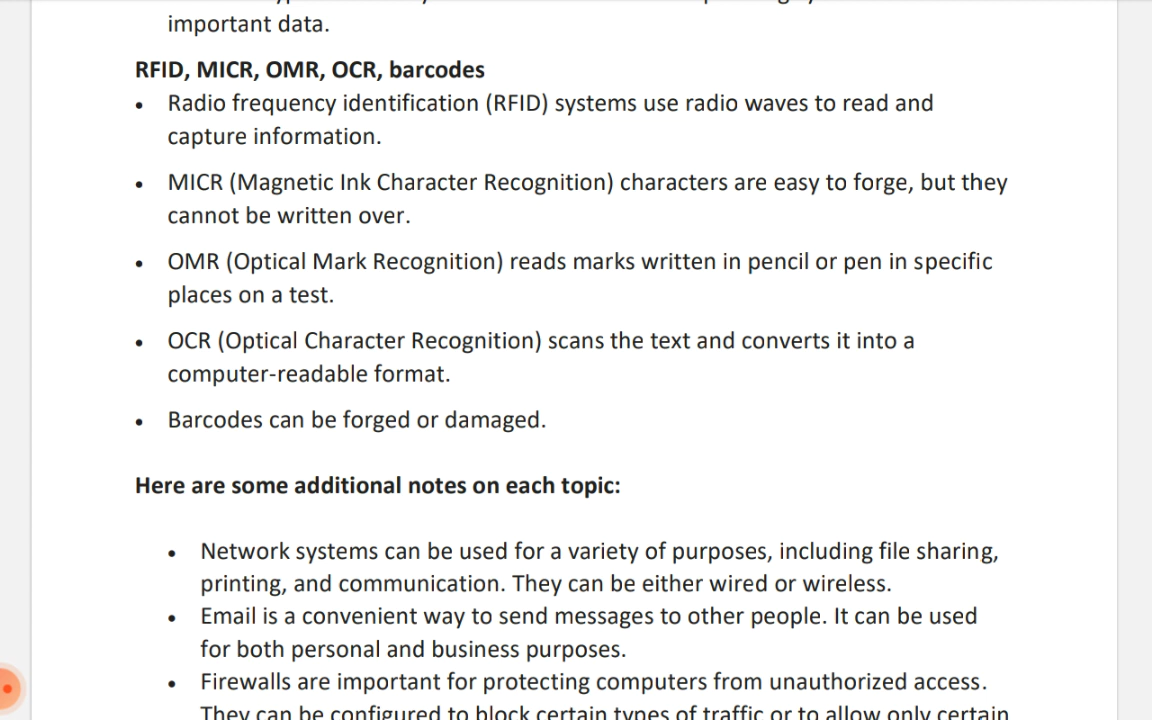 important data.
RFID, MICR, OMR, OCR, barcodes
• Radio frequency identification (RFID) systems use radio waves to read and
capture information.
• MICR (Magnetic Ink Character Recognition) characters are easy to forge, but they
cannot be written over.
• OMR (Optical Mark Recognition) reads marks written in pencil or pen in specific
places on a test.
• OCR (Optical Character Recognition) scans the text and converts it into a
computer-readable format.
• Barcodes can be forged or damaged.
Here are some additional notes on each topic:
• Network systems can be used for a variety of purposes, including file sharing,
printing, and communication. They can be either wired or wireless.
• Email is a convenient way to send messages to other people. It can be used
for both personal and business purposes.
• Firewalls are important for protecting computers from unauthorized access.
They can be configured to block certain types of traffic or to allow only certain